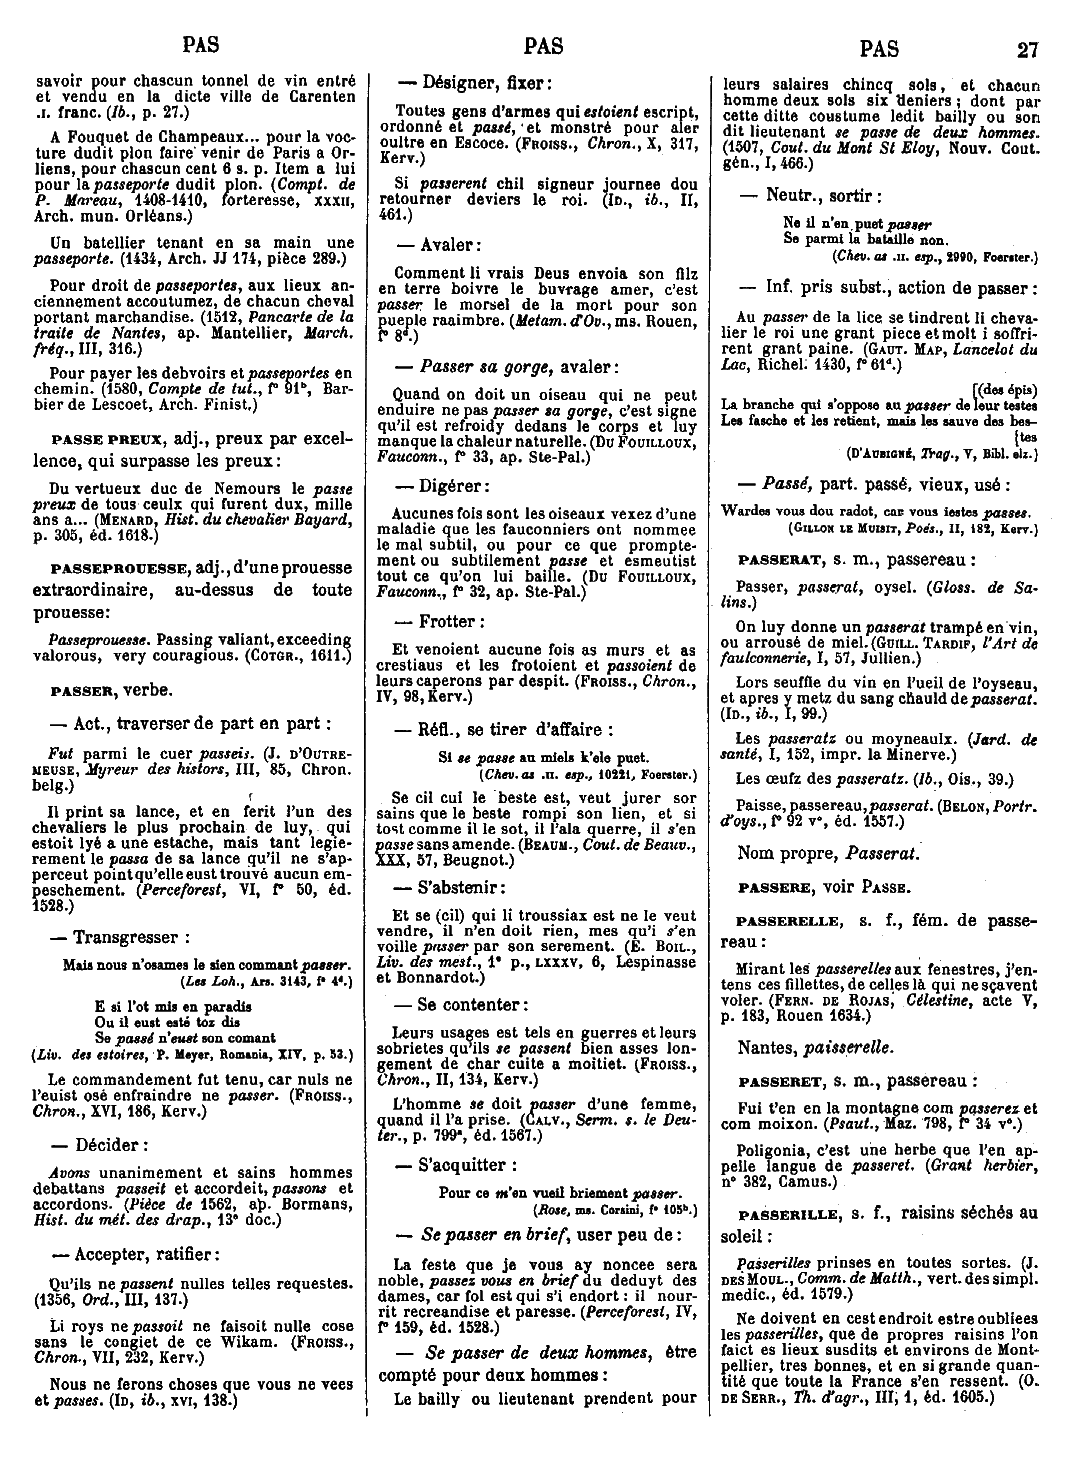 PAS
PAS
PAS 27
savoir pour chascun tonnel de vin entré
et vendu en la dicte ville de Carenten
.I. franc. (Ib., p. 27.)
A Fouquet de Champeaux... pour la voc-
ture dudit plon faire venir de Paris a Or-
liens, pour chascun cent 6 s. p. Item a lui
pour la passeporte dudit plon. (Compt. de
P. Mareau, 1408-1410, forteresse, XXXII,
Arch. mun. Orléans.)
Un batellier tenant en sa main une
passeporte. (1434, Arch. JJ 174, pièce 289.)
Pour droit de passeportes, aux lieux an-
ciennement accoutumez, de chacun cheval
portant marchandise. (1512, Pancarte de la
traite de Nantes, ap. Mantellier, March.
fréq., III, 316.)
Pour payer les debvoirs et passeportes en
chemin. (1580, Compte de tut., f° 91ᵇ, Bar-
bier de Lescoet, Arch. Finist.)
PASSE PREUX, adj., preux par excel-
lence, qui surpasse les preux:
Du vertueux duc de Nemours le passe
preux de tous ceulx qui furent dux, mille
ans a... (MENARD, Hist. du chevalier Bayard,
p. 305, éd. 1618.)
PASSEPROUESSE, adj., d'une prouesse
extraordinaire, au-dessus de toute
prouesse:
Passeprouesse. Passing valiant, exceeding
valorous, very couragious. (COTGR., 1611.)
PASSER, verbe.
— Act., traverser de part en part :
Fut parmi le cuer passeis. (J. D'OUTRE-
MEUSE, Myreur des histors, III, 85, Chron.
belg.)
Il print sa lance, et en ferit l'un des
chevaliers le plus prochain de luy, qui
estoit lyé a une estache, mais tant legie-
rement le passa de sa lance qu'il ne s'ap-
perceut point qu'elle eust trouvé aucun em-
peschement. (Perceforest, VI, f° 50, éd.
1528.)
— Transgresser :
Mais nous n'osames le sien commant passer.
(Les Loh., Ars. 3143, f° 4ᵈ.)
E si l'ot mis en paradis
Ou il eust esté toz dis
Se passé n'eust son comant
(Liv. des estoires, P. Meyer, Romania, XIV, p. 53.)
Le commandement fut tenu, car nuls ne
l'euist osé enfraindre ne passer. (FROISS.,
Chron., XVI, 186, Kerv.)
— Décider :
Avons unanimement et sains hommes
debattans passeit et accordeit, passons et
accordons. (Pièce de 1562, ap. Bormans,
Hist. du mét. des drap., 13° doc.)
— Accepter, ratifier :
Qu'ils ne passent nulles telles requestes.
(1356, Ord., III, 137.)
Li roys ne passoit ne faisoit nulle cose
sans le congiet de ce Wikam. (FROISS.,
Chron., VII, 232, Kerv.)
Nous ne ferons choses que vous ne vees
et passes. (ID, ib., XVI, 138.)
— Désigner, fixer :
Toutes gens d'armes qui estoient escript,
ordonné et passé, et monstré pour aler
oultre en Escoce. (FROISS., Chron., X, 317,
Kerv.)
Si passerent chil signeur journee dou
retourner deviers le roi. (ID., ib., II,
461.)
— Avaler :
Comment li vrais Deus envoia son filz
en terre boivre le buvrage amer, c'est
passer le morsel de la mort pour son
pueple raaimbre. (Metam. d'Ov., ms. Rouen,
f° 8ᵈ.)
— Passer sa gorge, avaler :
Quand on doit un oiseau qui ne peut
enduire ne pas passer sa gorge, c'est signe
qu'il est refroidy dedans le corps et luy
manque la chaleur naturelle. (DU FOUILLOUX,
Fauconn., f° 33, ap. Ste-Pal.)
— Digérer :
Aucunes fois sont les oiseaux vexez d'une
maladie que les fauconniers ont nommee
le mal subtil, ou pour ce que prompte-
ment ou subtilement passe et esmeutist
tout ce qu'on lui baille. (DU FOUILLOUX,
Fauconn., f° 32, ap. Ste-Pal.)
— Frotter :
Et venoient aucune fois as murs et as
crestiaus et les frotoient et passoient de
leurs caperons par despit. (FROISS., Chron.,
IV, 98, Kerv.)
— Réfl., se tirer d'affaire :
Si se passe au miels k'ele puet.
(Chev. as .II. esp., 10221, Foerster.)
Se cil cui le beste est, veut jurer sor
sains que le beste rompi son lien, et si
tost comme il le sot, il l'ala querre, il s'en
passe sans amende. (BEAUM., Cout. de Beauv.,
XXX, 57, Beugnot.)
— S'abstenir :
Et se (cil) qui li troussiax est ne le veut
vendre, il n'en doit rien, mes qu'i s'en
voille passer par son serement. (E. BOIL.,
Liv. des mest., 1ᵉ p., LXXXV, 6, Lespinasse
et Bonnardot.)
— Se contenter :
Leurs usages est tels en guerres et leurs
sobrietes qu'ils se passent bien asses lon-
gement de char cuite a moitiet. (FROISS.,
Chron., II, 134, Kerv.)
L'homme se doit passer d'une femme,
quand il l'a prise. (CALV., Serm. s. le Deu-
ter., p. 799ᵃ, éd. 1567.)
— S'acquitter :
Pour ce m'en vueil briement passer.
(Rose, ms. Corsini, f° 105ᵇ.)
— Se passer en brief, user peu de :
La feste que je vous ay noncee sera
noble, passez vous en brief du deduyt des
dames, car fol est qui s'i endort : il nour-
rit recreandise et paresse. (Perceforest, IV,
f° 159, éd. 1528.)
— Se passer de deux hommes, être
compté pour deux hommes :
Le bailly ou lieutenant prendent pour
leurs salaires chincq sols, et chacun
homme deux sols six deniers ; dont par
cette ditte coustume ledit bailly ou son
dit lieutenant se passe de deux hommes.
(1507, Cout. du Mont St Eloy, Nouv. Cout.
gén., I, 466.)
— Neutr., sortir :
Ne il n'en puet passer
Se parmi la bataille non.
(Chev. as .II. esp., 2990, Foerster.)
— Inf. pris subst., action de passer :
Au passer de la lice se tindrent li cheva-
lier le roi une grant piece et molt i soffri-
rent grant paine. (GAUT. MAP, Lancelot du
Lac, Richel. 1430, f° 61ᵈ.)
[(des épis)
La branche qui s'oppose au passer de leur testes
Les fasche et les retient, mais les sauve des bes-
[tes
(D'AUBIGNÉ, Trag., V, Bibl. elz.)
— Passé, part. passé, vieux, usé :
Wardes vous dou radot, car vous iestes passes.
(GILLON LE MUISIT, Poés., II, 182, Kerv.)
PASSERAT, s. m., passereau :
Passer, passerat, oysel. (Gloss. de Sa-
lins.)
On luy donne un passerat trampé en vin,
ou arrousé de miel. (GUILL. TARDIF, l'Art de
faulconnerie, I, 57, Jullien.)
Lors seuffle du vin en l'ueil de l'oyseau,
et apres y metz du sang chauld de passerat.
(ID., ib., I, 99.)
Les passeratz ou moyneaulx. (Jard. de
santé, I, 152, impr. la Minerve.)
Les œufz des passeratz. (Ib., Ois., 39.)
Paisse, passereau, passerat. (BELON, Portr.
d'oys., f° 92 v°, éd. 1557.)
Nom propre, Passerat.
PASSERE, voir PASSE.
PASSERELLE, s. f., fém. de passe-
reau :
Mirant les passerelles aux fenestres, j'en-
tens ces fillettes, de celles là qui ne sçavent
voler. (FERN. DE ROJAS, Célestine, acte V,
p. 183, Rouen 1634.)
Nantes, paisserelle.
PASSERET, s. m., passereau :
Fui t'en en la montagne com passerez et
com moixon. (Psaut., Maz. 798, f° 34 v°.)
Poligonia, c'est une herbe que l'en ap-
pelle langue de passeret. (Grant herbier,
n° 382, Camus.)
PASSERILLE, s. f., raisins séchés au
soleil :
Passerilles prinses en toutes sortes. (J.
DES MOUL., Comm. de Matth., vert. des simpl.
medic., éd. 1579.)
Ne doivent en cest endroit estre oubliees
les passerilles, que de propres raisins l'on
faict es lieux susdits et environs de Mont-
pellier, tres bonnes, et en si grande quan-
tité que toute la France s'en ressent. (O.
DE SERR., Th. d'agr., III, 1, éd. 1605.)